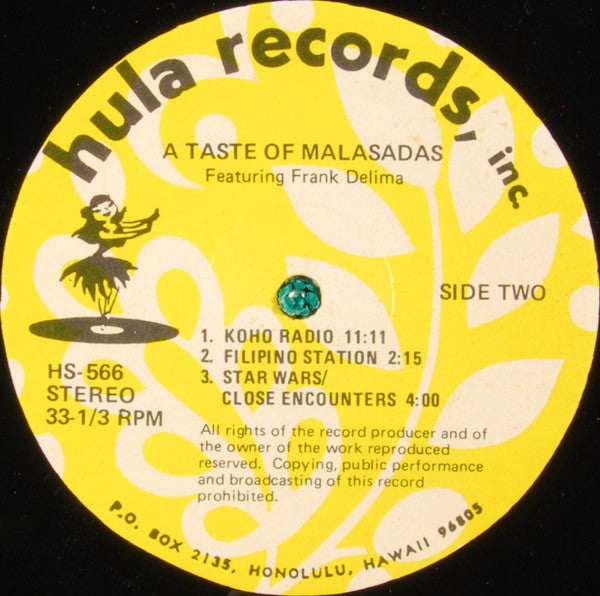 hula records, inc.
A TASTE OF MALASADAS
Featuring Frank Delima
SIDE TWO
1. KOHO RADIO 11:11
2. FILIPINO STATION 2:15
3. STAR WARS/
CLOSE ENCOUNTERS 4:00
HS-566
STEREO
33-1/3 RPM
All rights of the record producer and of
the owner of the work reproduced
reserved. Copying, public performance
and broadcasting of this record
prohibited.
P.O. BOX 2135, HONOLULU, HAWAII 96805